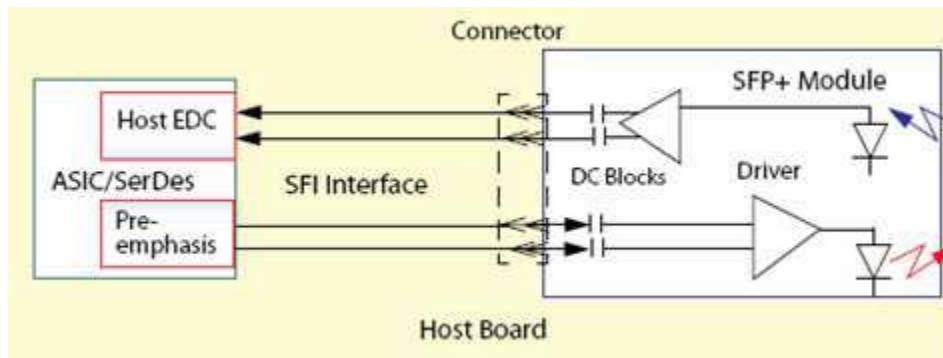 Connector
SFP+ Module
Host EDC
ASIC/SerDes
SFI Interface
DC Blocks
Driver
Pre-
emphasis
Host Board